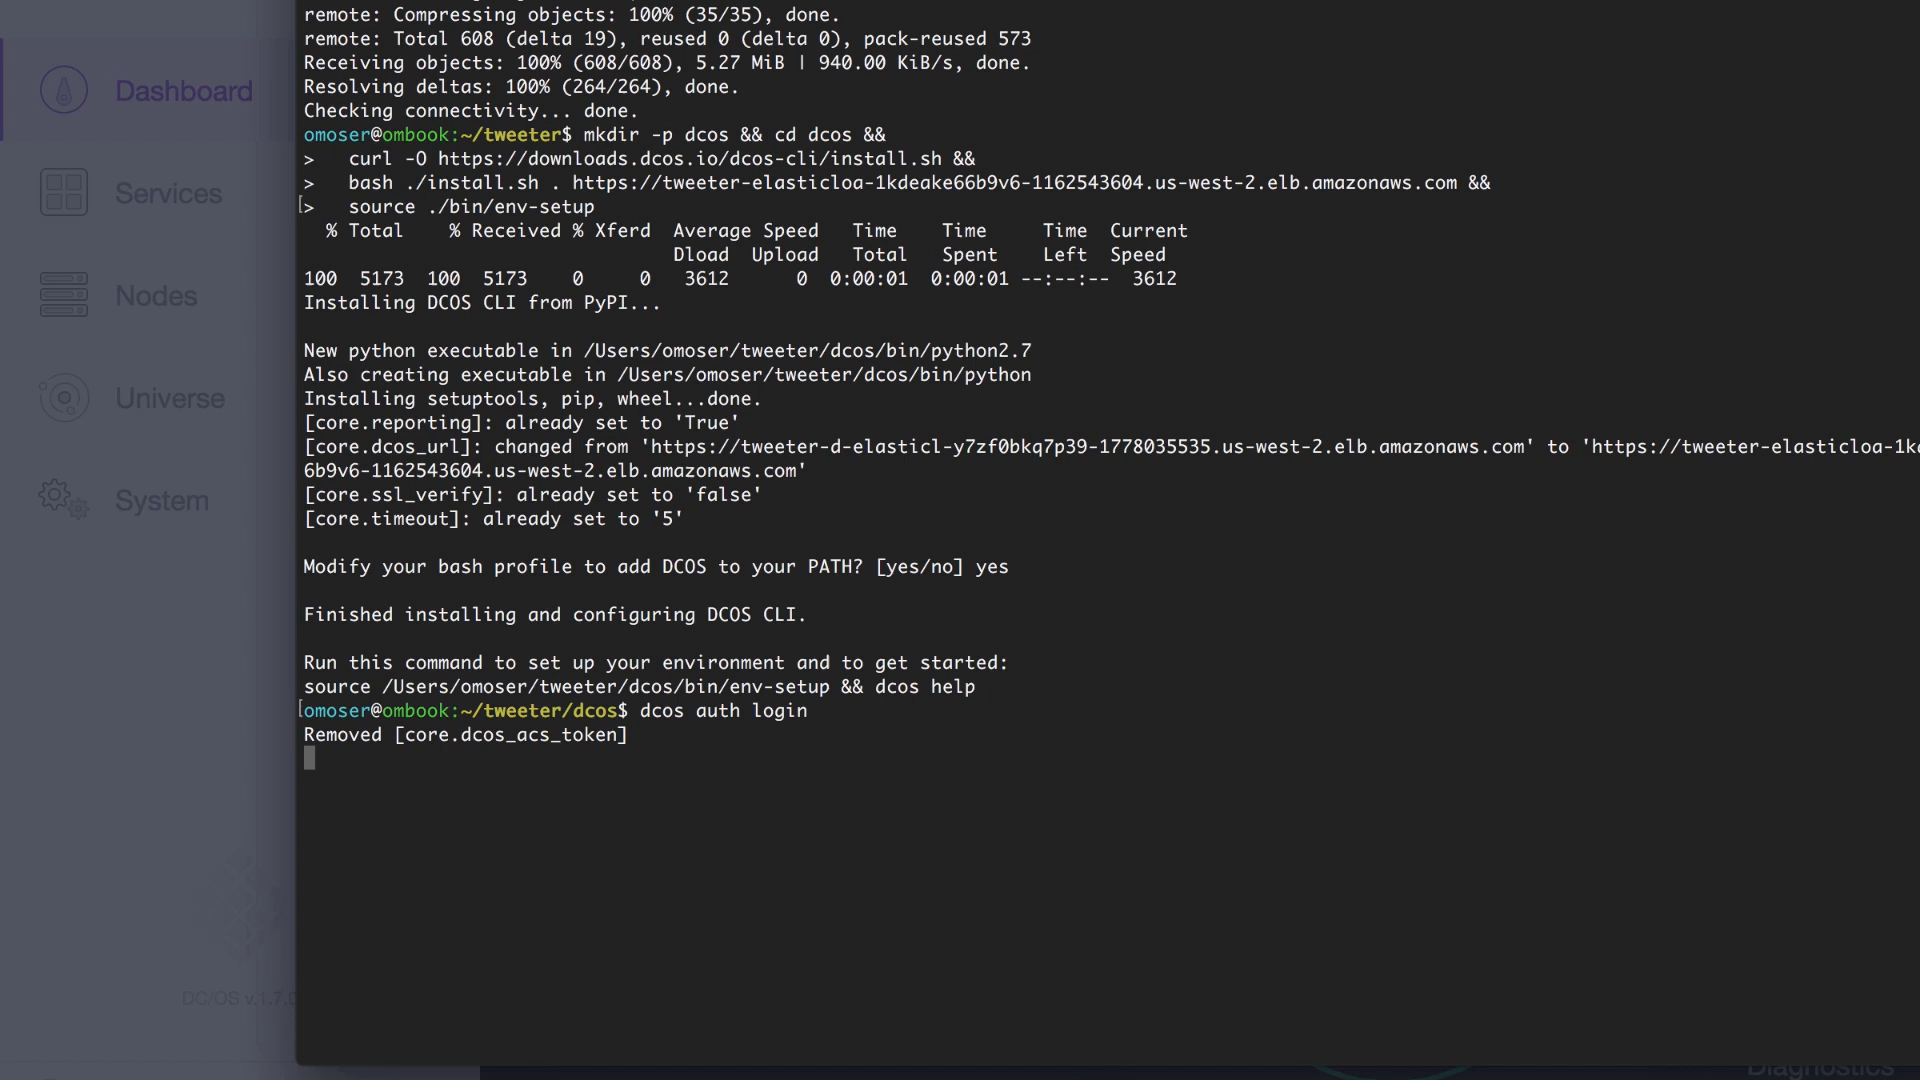 Dashboard
Services
Nodes
Universe
System
remote: Compressing objects: 100% (35/35), done.
remote: Total 608 (delta 19), reused 0 (delta 0), pack-reused 573
Receiving objects: 100% (608/608), 5.27 MiB | 940.00 KiB/s, done.
Resolving deltas: 100% (264/264), done.
Checking connectivity... done.
omoser@ombook:~/tweeter$ mkdir -p dcos && cd dcos &&
>   curl -O https://downloads.dcos.io/dcos-cli/install.sh &&
>   bash ./install.sh . https://tweeter-elasticloa-1kdeake66b9v6-1162543604.us-west-2.elb.amazonaws.com &&
[>   source ./bin/env-setup
  % Total    % Received % Xferd  Average Speed   Time    Time     Time  Current
                                 Dload  Upload   Total   Spent    Left  Speed
100  5173  100  5173    0     0   3612      0  0:00:01  0:00:01 --:--:--  3612
Installing DCOS CLI from PyPI...
New python executable in /Users/omoser/tweeter/dcos/bin/python2.7
Also creating executable in /Users/omoser/tweeter/dcos/bin/python
Installing setuptools, pip, wheel...done.
[core.reporting]: already set to 'True'
[core.dcos_url]: changed from 'https://tweeter-d-elasticl-y7zf0bkq7p39-1778035535.us-west-2.elb.amazonaws.com' to 'https://tweeter-elasticloa-1k
6b9v6-1162543604.us-west-2.elb.amazonaws.com'
[core.ssl_verify]: already set to 'false'
[core.timeout]: already set to '5'
Modify your bash profile to add DCOS to your PATH? [yes/no] yes
Finished installing and configuring DCOS CLI.
Run this command to set up your environment and to get started:
source /Users/omoser/tweeter/dcos/bin/env-setup && dcos help
[omoser@ombook:~/tweeter/dcos$ dcos auth login
Removed [core.dcos_acs_token]
DC/OS v.1.7.0
Diagnostics